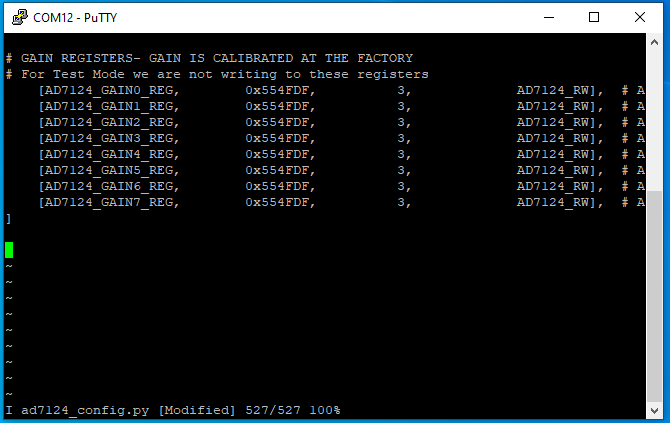 COM12 - PuTTY
# GAIN REGISTERS- GAIN IS CALIBRATED AT THE FACTORY
# For Test Mode we are not writing to these registers
[AD7124_GAIN0_REG, 0x554FDF, 3, AD7124_RW], # A
[AD7124_GAIN1_REG, 0x554FDF, 3, AD7124_RW], # A
[AD7124_GAIN2_REG, 0x554FDF, 3, AD7124_RW], # A
[AD7124_GAIN3_REG, 0x554FDF, 3, AD7124_RW], # A
[AD7124_GAIN4_REG, 0x554FDF, 3, AD7124_RW], # A
[AD7124_GAIN5_REG, 0x554FDF, 3, AD7124_RW], # A
[AD7124_GAIN6_REG, 0x554FDF, 3, AD7124_RW], # A
[AD7124_GAIN7_REG, 0x554FDF, 3, AD7124_RW], # A
]
~
~
~
~
~
~
~
~
~
I ad7124_config.py [Modified] 527/527 100%